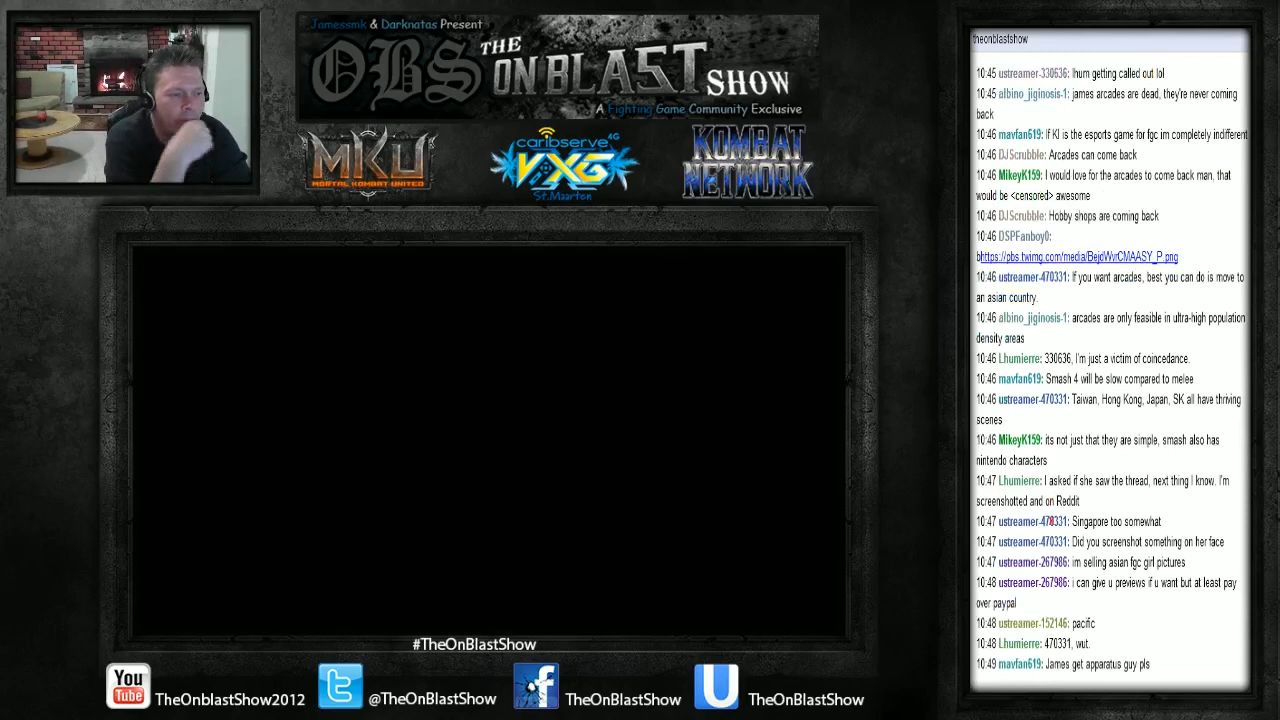 Jamessmk & Darknatas Present
OBS THE ON BLAST SHOW
A Fighting Game Community Exclusive
MKU
MORTAL KOMBAT UNITED
caribserve 4G
VXG
St.Maarten
KOMBAT
NETWORK
#TheOnBlastShow
You
Tube
TheOnblastShow2012
@TheOnBlastShow
TheOnBlastShow
TheOnBlastShow
theonblastshow
10:45 ustreamer-330636: lhum getting called out lol
10:45 albino_jiginosis-1: james arcades are dead, they're never coming
back
10:46 mavfan619: If KI is the esports game for fgc im completely indifferent
10:46 DJScrubble: Arcades can come back
10:46 MikeyK159: I would love for the arcades to come back man, that
would be <censored> awesome
10:46 DJScrubble: Hobby shops are coming back
10:46 DSPFanboy0:
bhttps://pbs.twimg.com/media/BejdWvrCMAASY_P.png
10:46 ustreamer-470331: If you want arcades, best you can do is move to
an asian country.
10:46 albino_jiginosis-1: arcades are only feasible in ultra-high population
density areas
10:46 Lhumierre: 330636, I'm just a victim of coincedance.
10:46 mavfan619: Smash 4 will be slow compared to melee
10:46 ustreamer-470331: Taiwan, Hong Kong, Japan, SK all have thriving
scenes
10:46 MikeyK159: its not just that they are simple, smash also has
nintendo characters
10:47 Lhumierre: I asked if she saw the thread, next thing I know. I'm
screenshotted and on Reddit
10:47 ustreamer-470331: Singapore too somewhat
10:47 ustreamer-470331: Did you screenshot something on her face
10:47 ustreamer-267986: im selling asian fgc girl pictures
10:48 ustreamer-267986: i can give u previews if u want but at least pay
over paypal
10:48 ustreamer-152146: pacific
10:48 Lhumierre: 470331, wut.
10:49 mavfan619: James get apparatus guy pls